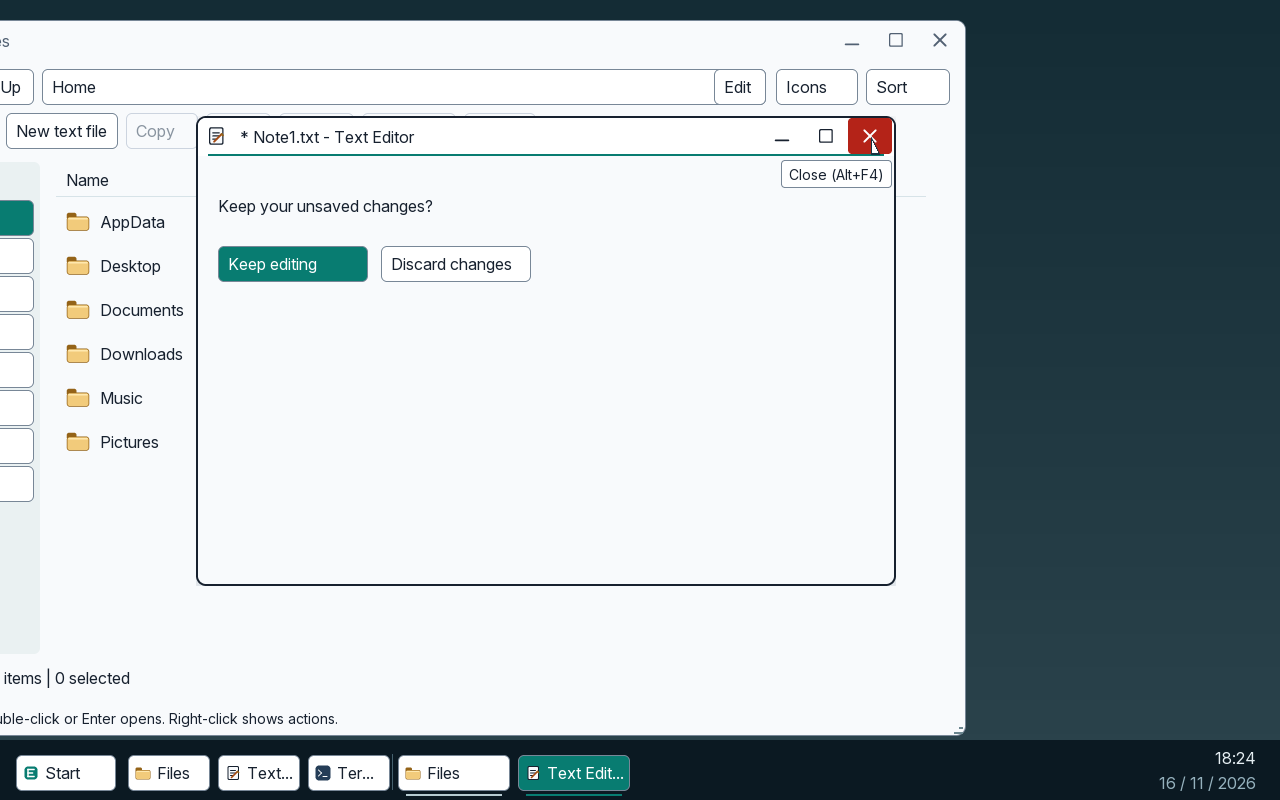 es
Up
Home
Edit
Icons
Sort
New text file
Copy
* Note1.txt - Text Editor
Close (Alt+F4)
Name
Keep your unsaved changes?
AppData
Keep editing
Discard changes
Desktop
Documents
Downloads
Music
Pictures
items | 0 selected
uble-click or Enter opens. Right-click shows actions.
Start
Files
Text...
Ter...
Files
Text Edit...
18:24
16 / 11 / 2026